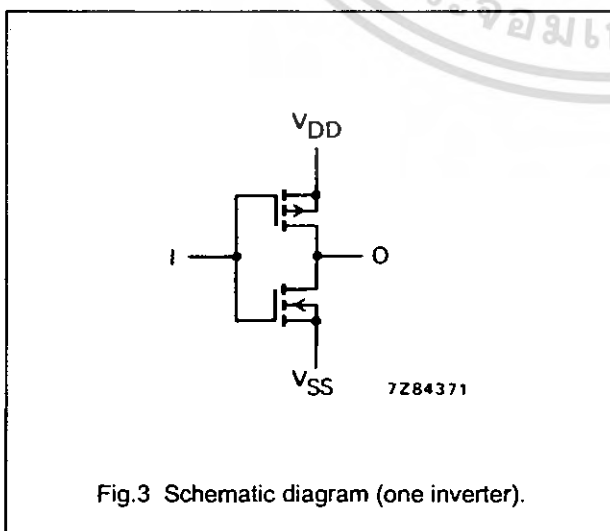 VDD
I
O
VSS
7Z84371
Fig.3 Schematic diagram (one inverter).